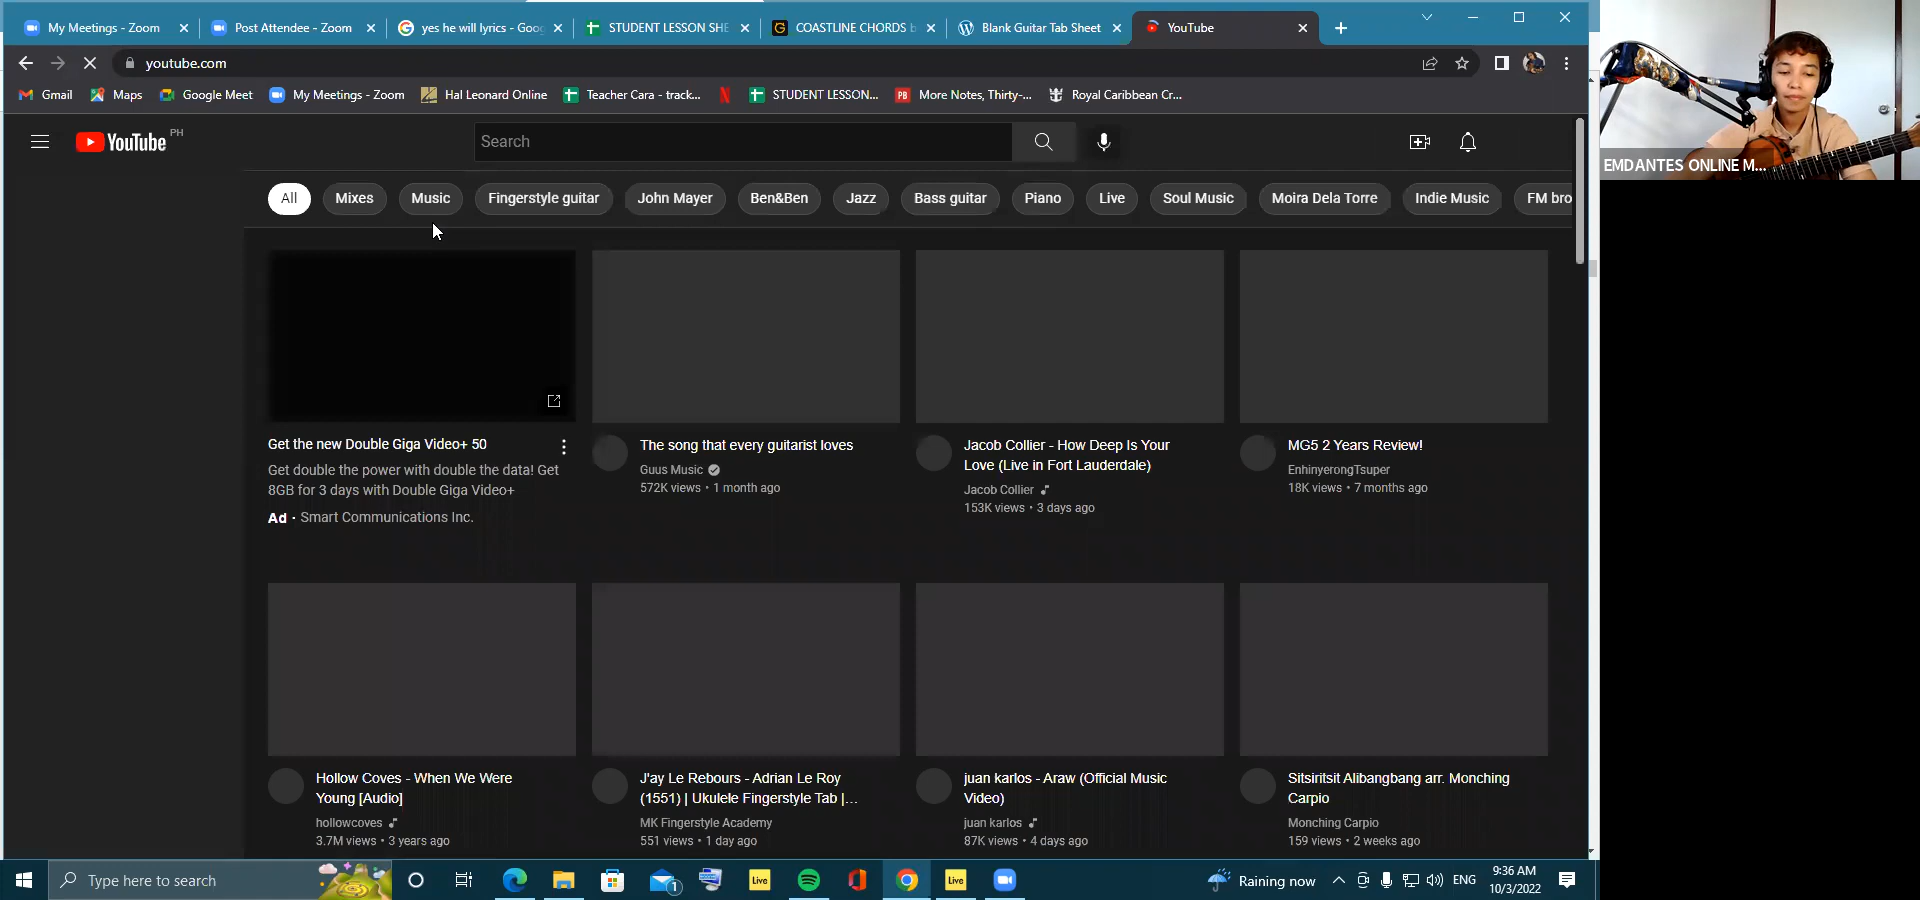 My Meetings - Zoom
Post Attendee - Zoom
yes he will lyrics - Goog
STUDENT LESSON SHE
COASTLINE CHORDS b
Blank Guitar Tab Sheet
YouTube
youtube.com
Gmail
Maps
Google Meet
My Meetings - Zoom
Hal Leonard Online
Teacher Cara - track...
STUDENT LESSON...
More Notes, Thirty-...
Royal Caribbean Cr...
EMDANTES ONLINE M...
YouTube PH
Search
All
Mixes
Music
Fingerstyle guitar
John Mayer
Ben&Ben
Jazz
Bass guitar
Piano
Live
Soul Music
Moira Dela Torre
Indie Music
FM bro
Get the new Double Giga Video+ 50
Get double the power with double the data! Get
8GB for 3 days with Double Giga Video+
Ad · Smart Communications Inc.
The song that every guitarist loves
Guus Music
572K views • 1 month ago
Jacob Collier - How Deep Is Your
Love (Live in Fort Lauderdale)
Jacob Collier
153K views • 3 days ago
MG5 2 Years Review!
EnhinyerongTsuper
18K views • 7 months ago
Hollow Coves - When We Were
Young [Audio]
hollowcoves
3.7M views • 3 years ago
J'ay Le Rebours - Adrian Le Roy
(1551) | Ukulele Fingerstyle Tab |...
MK Fingerstyle Academy
551 views • 1 day ago
juan karlos - Araw (Official Music
Video)
juan karlos
87K views • 4 days ago
Sitsiritsit Alibangbang arr. Monching
Carpio
Monching Carpio
159 views • 2 weeks ago
Type here to search
1
Live
Live
Raining now
ENG
9:36 AM
10/3/2022